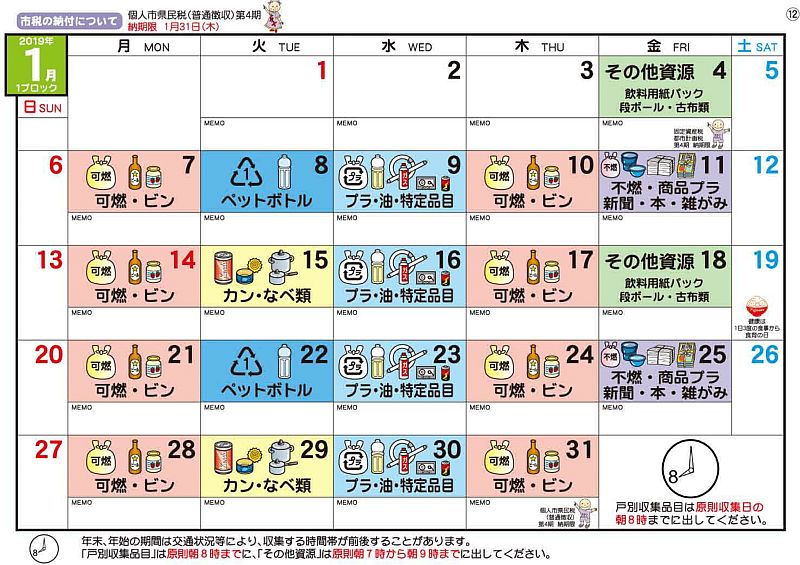 市税の納付について
個人市県民税(普通徴収)第4期
納期限 1月31日(木)
⑫
2019年
1月
1ブロック
日 SUN
月 MON
火 TUE
水 WED
木 THU
金 FRI
土 SAT
1
MEMO
2
MEMO
3
MEMO
その他資源 4
飲料用紙パック
段ボール・古布類
MEMO
固定資産税
都市計画税
第4期 納期限
5
6
可燃 7
可燃・ビン
MEMO
1 8
ペットボトル
MEMO
プラ 9
プラ・油・特定品目
MEMO
可燃 10
可燃・ビン
MEMO
不燃 11
不燃・商品プラ
新聞・本・雑がみ
MEMO
12
13
可燃 14
可燃・ビン
MEMO
15
カン・なべ類
MEMO
プラ 16
プラ・油・特定品目
MEMO
可燃 17
可燃・ビン
MEMO
その他資源 18
飲料用紙パック
段ボール・古布類
MEMO
19
健康は
1日3度の食事から
食育の日
20
可燃 21
可燃・ビン
MEMO
1 22
ペットボトル
MEMO
プラ 23
プラ・油・特定品目
MEMO
可燃 24
可燃・ビン
MEMO
不燃 25
不燃・商品プラ
新聞・本・雑がみ
MEMO
26
27
可燃 28
可燃・ビン
MEMO
29
カン・なべ類
MEMO
プラ 30
プラ・油・特定品目
MEMO
可燃 31
可燃・ビン
MEMO
個人市県民税
(普通徴収)
第4期 納期限
8
戸別収集品目は原則収集日の
朝8時までに出してください。
8
年末、年始の期間は交通状況等により、収集する時間帯が前後することがあります。
「戸別収集品目」は原則朝8時までに、「その他資源」は原則朝7時から朝9時までに出してください。